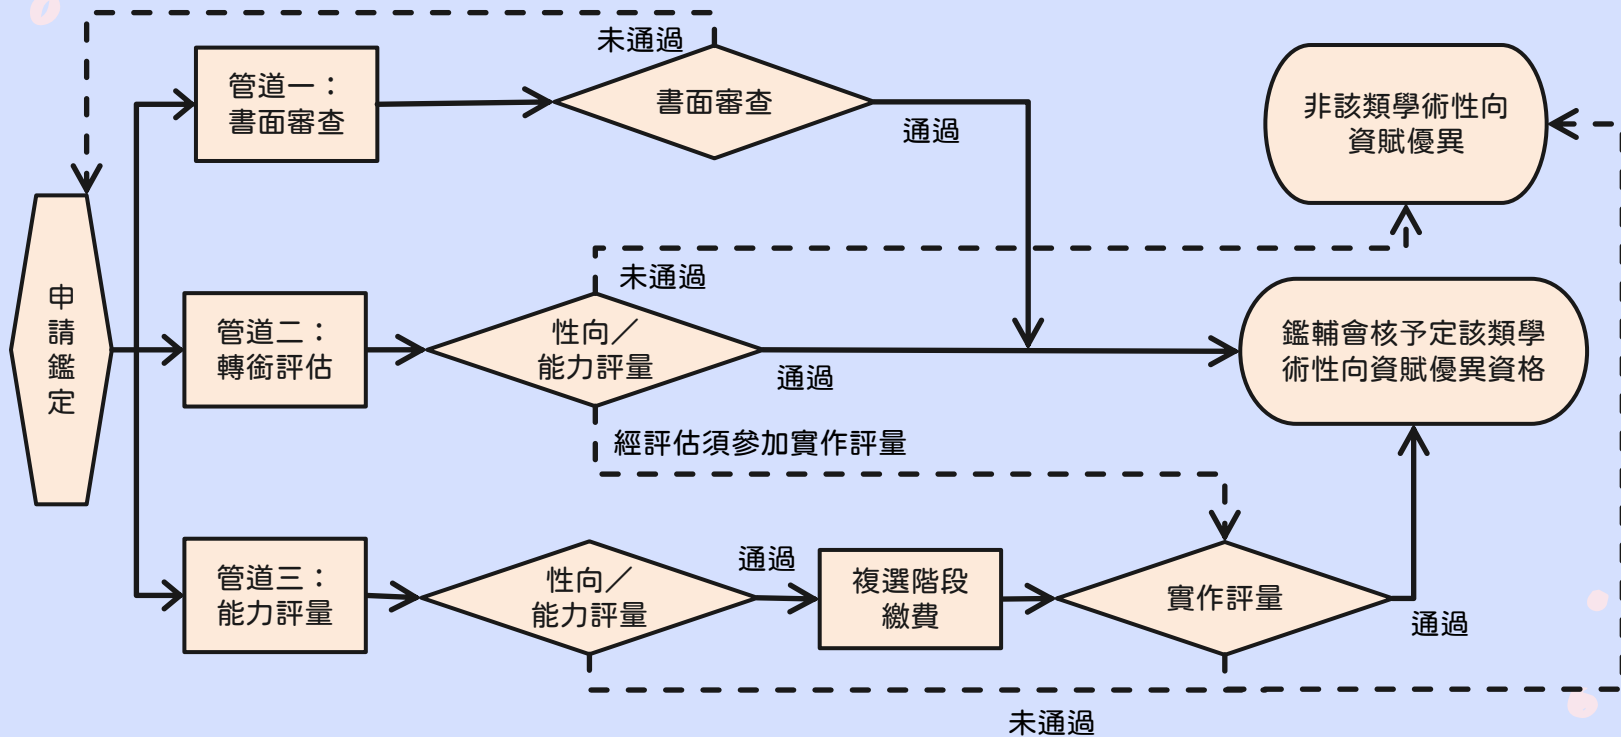 未通過
管道一：
書面審查
書面審查
通過
非該類學術性向
資賦優異
申
請
鑑
定
未通過
管道二：
轉銜評估
性向／
能力評量
通過
鑑輔會核予定該類學
術性向資賦優異資格
經評估須參加實作評量
管道三：
能力評量
性向／
能力評量
通過
複選階段
繳費
實作評量
通過
未通過